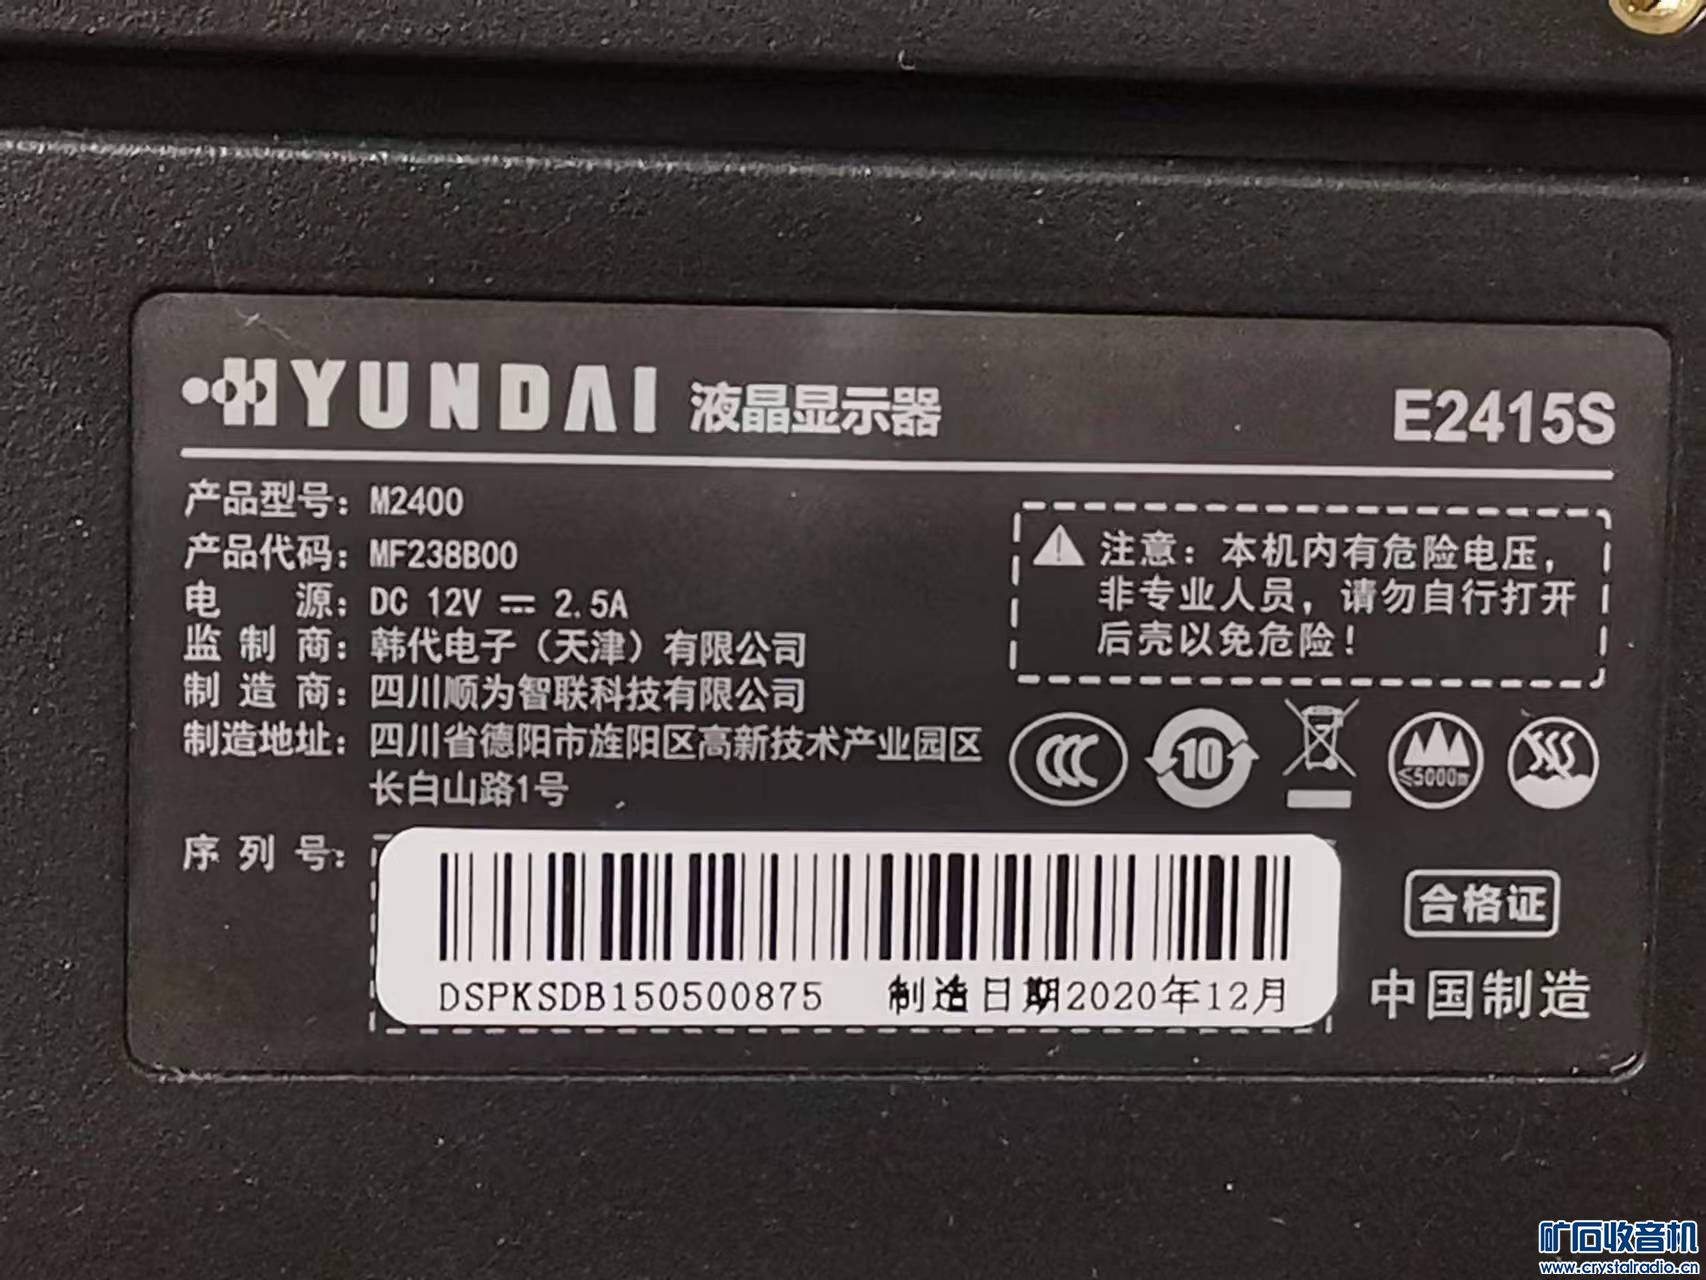 HYUNDAI 液晶显示器 E2415S
产品型号：M2400
产品代码：MF238B00
电 源：DC 12V ⎓ 2.5A
监 制 商：韩代电子（天津）有限公司
制 造 商：四川顺为智联科技有限公司
制造地址：四川省德阳市旌阳区高新技术产业园区
长白山路1号
注意：本机内有危险电压，
非专业人员，请勿自行打开
后壳以免危险！
CCC
10
≤5000m
序 列 号：
DSPKSDB150500875 制造日期2020年12月
合格证
中国制造
矿石收音机
www.crystalradio.cn